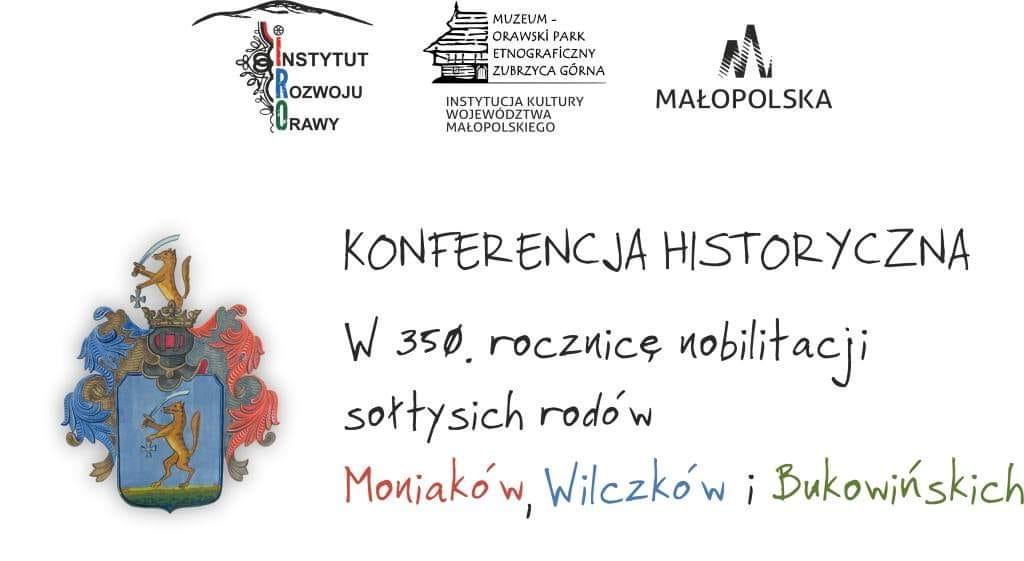 INSTYTUT
ROZWOJU
ORAWY
MUZEUM -
ORAWSKI PARK
ETNOGRAFICZNY
ZUBRZYCA GÓRNA
INSTYTUCJA KULTURY
WOJEWÓDZTWA
MAŁOPOLSKIEGO
MAŁOPOLSKA
KONFERENCJA HISTORYCZNA
W 350. rocznicę nobilitacji
sołtysich rodów
Moniaków, Wilczków i Bukowińskich